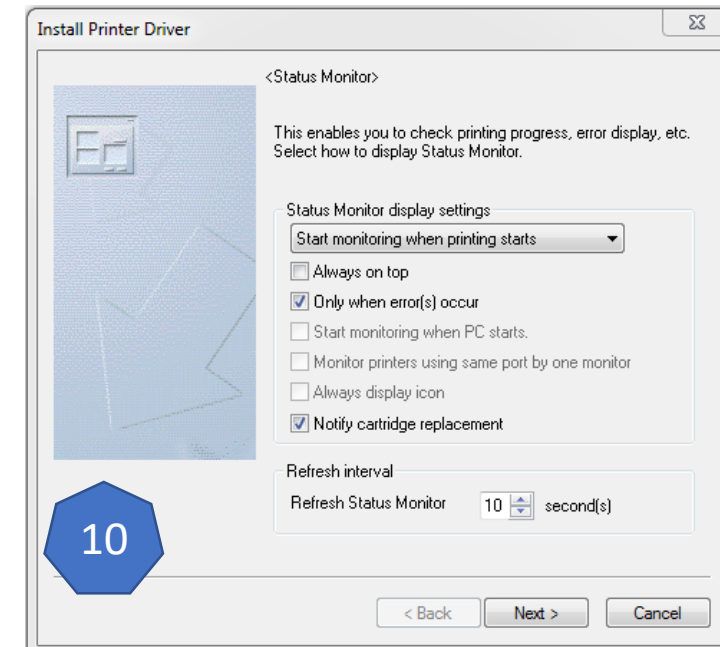 Install Printer Driver
<Status Monitor>
This enables you to check printing progress, error display, etc.
Select how to display Status Monitor.
Status Monitor display settings
Start monitoring when printing starts
Always on top
Only when error(s) occur
Start monitoring when PC starts.
Monitor printers using same port by one monitor
Always display icon
Notify cartridge replacement
Refresh interval
Refresh Status Monitor 10 second(s)
10
< Back Next > Cancel